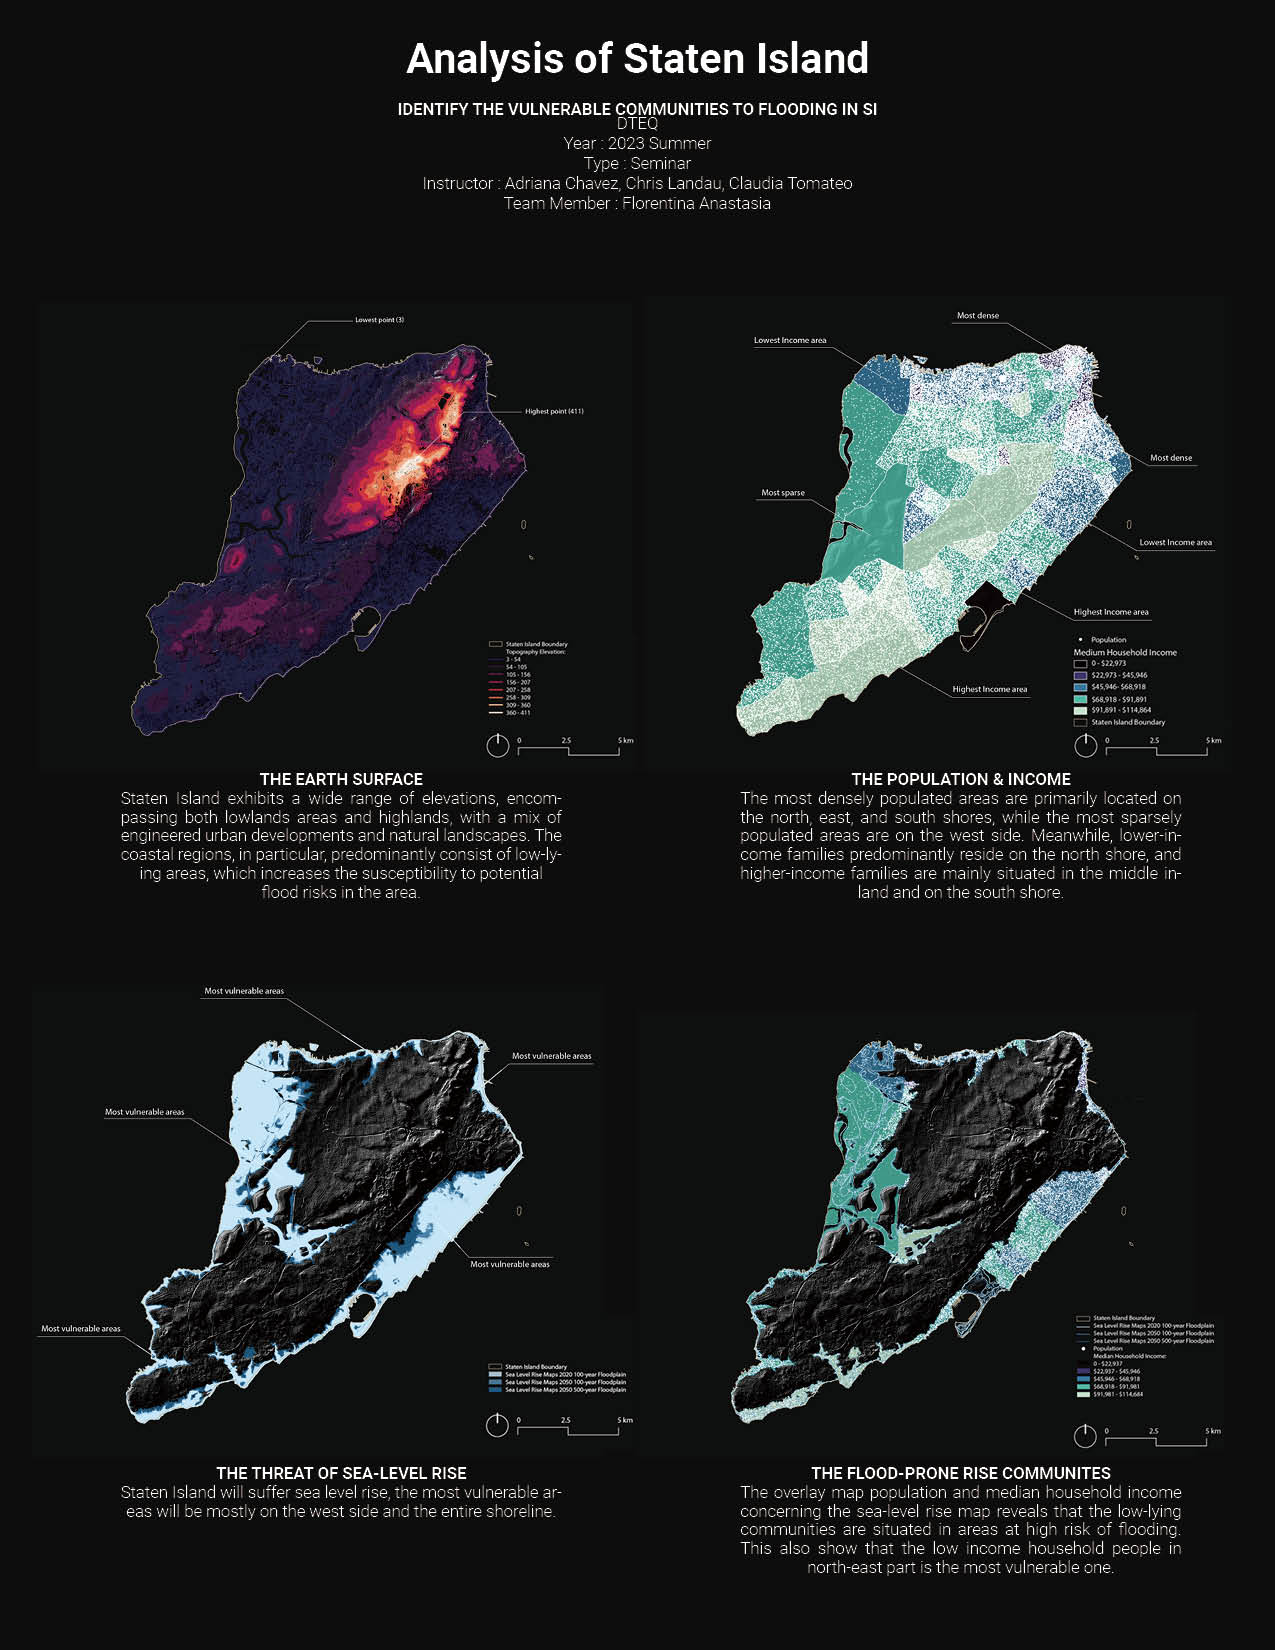 Analysis of Staten Island
IDENTIFY THE VULNERABLE COMMUNITIES TO FLOODING IN SI
DTEQ
Year : 2023 Summer
Type : Seminar
Instructor : Adriana Chavez, Chris Landau, Claudia Tomateo
Team Member : Florentina Anastasia
Lowest point (3)
Highest point (411)
Staten Island Boundary
Topography Elevation:
3 - 54
54 - 105
105 - 156
156 - 207
207 - 258
258 - 309
309 - 360
360 - 411
0 2.5 5 km
Most dense
Lowest Income area
Most dense
Most sparse
Lowest Income area
Highest Income area
Highest Income area
Population
Medium Household Income
0 - $22,973
$22,973 - $45,946
$45,946- $68,918
$68,918 - $91,891
$91,891 - $114,864
Staten Island Boundary
0 2.5 5 km
THE EARTH SURFACE
Staten Island exhibits a wide range of elevations, encom-
passing both lowlands areas and highlands, with a mix of
engineered urban developments and natural landscapes. The
coastal regions, in particular, predominantly consist of low-ly-
ing areas, which increases the susceptibility to potential
flood risks in the area.
THE POPULATION & INCOME
The most densely populated areas are primarily located on
the north, east, and south shores, while the most sparsely
populated areas are on the west side. Meanwhile, lower-in-
come families predominantly reside on the north shore, and
higher-income families are mainly situated in the middle in-
land and on the south shore.
Most vulnerable areas
Most vulnerable areas
Most vulnerable areas
Most vulnerable areas
Most vulnerable areas
Staten Island Boundary
Sea Level Rise Maps 2020 100-year Floodplain
Sea Level Rise Maps 2050 100-year Floodplain
Sea Level Rise Maps 2050 500-year Floodplain
0 2.5 5 km
Staten Island Boundary
Sea Level Rise Maps 2020 100-year Floodplain
Sea Level Rise Maps 2050 100-year Floodplain
Sea Level Rise Maps 2050 500-year Floodplain
Population
Median Household Income:
0 - $22,937
$22,937 - $45,946
$45,946 - $68,918
$68,918 - $91,981
$91,981 - $114,684
0 2.5 5 km
THE THREAT OF SEA-LEVEL RISE
Staten Island will suffer sea level rise, the most vulnerable ar-
eas will be mostly on the west side and the entire shoreline.
THE FLOOD-PRONE RISE COMMUNITES
The overlay map population and median household income
concerning the sea-level rise map reveals that the low-lying
communities are situated in areas at high risk of flooding.
This also show that the low income household people in
north-east part is the most vulnerable one.